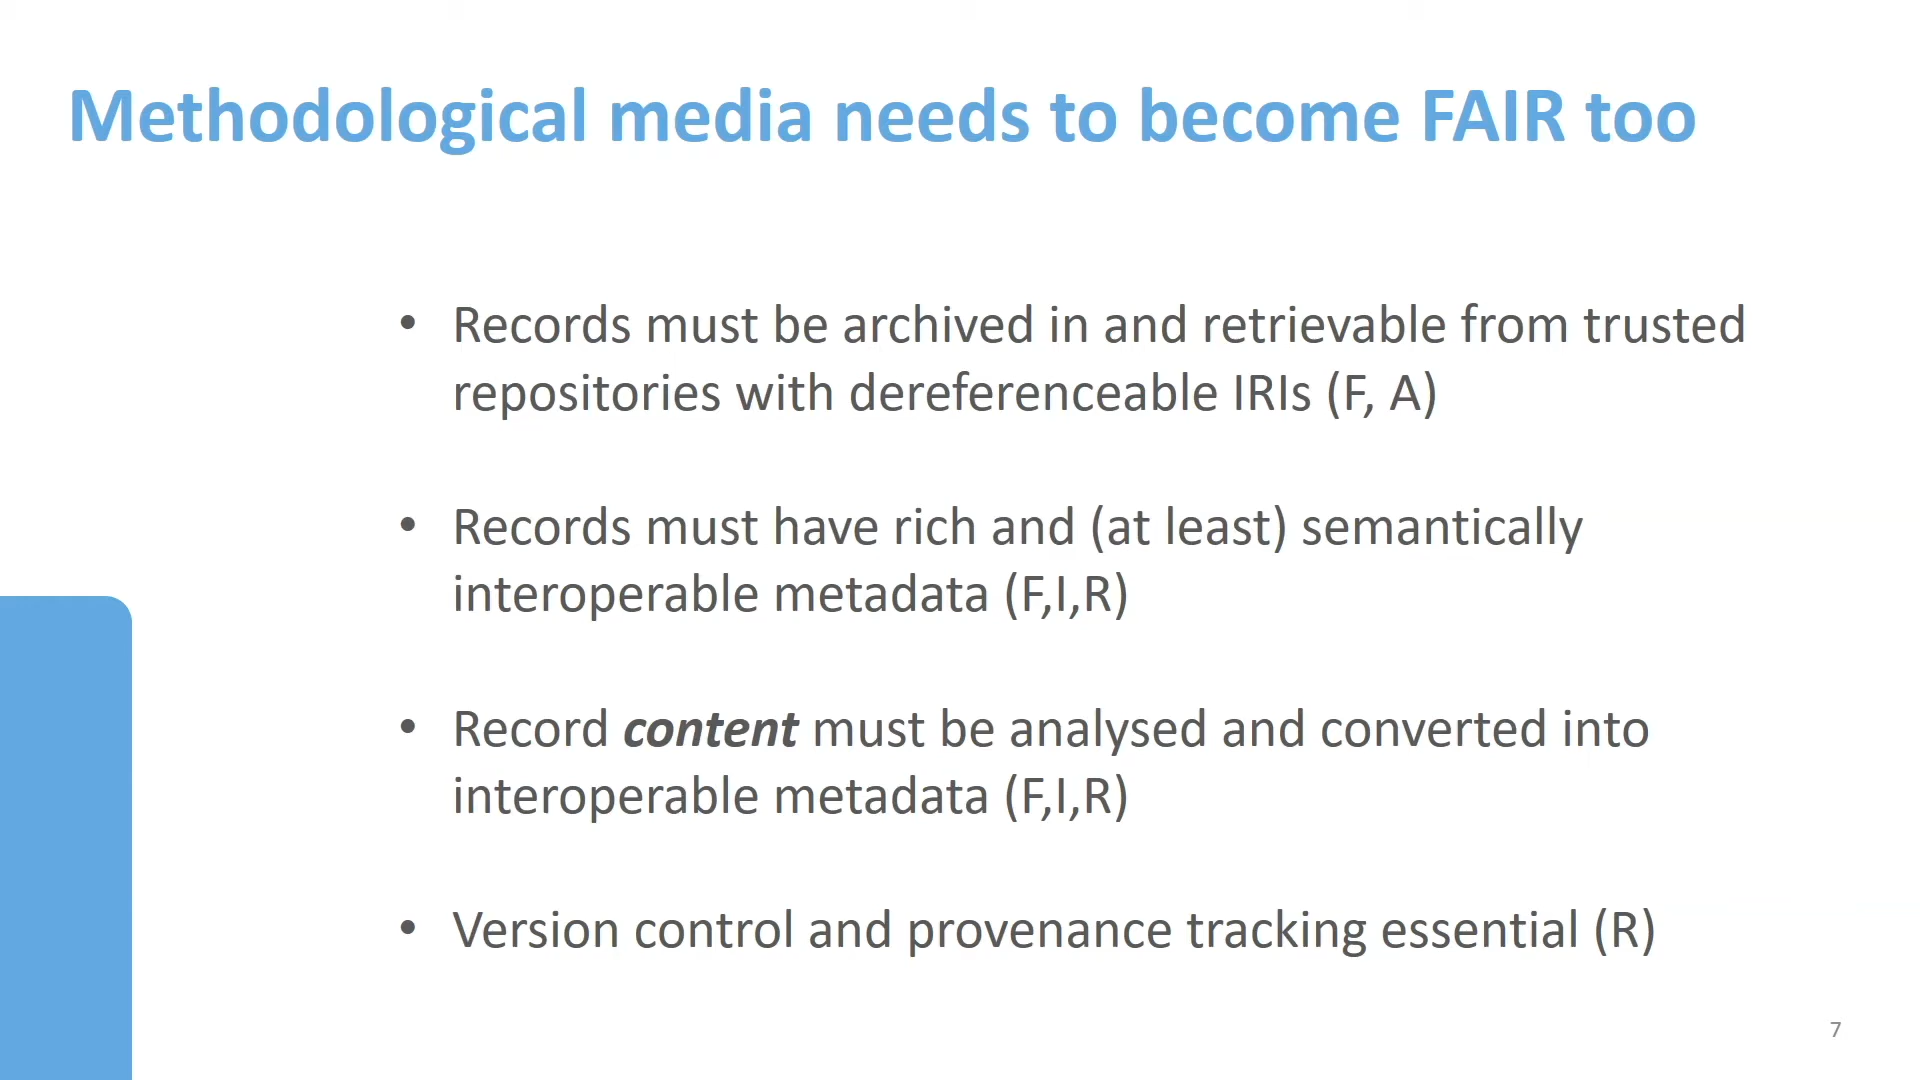 Methodological media needs to become FAIR too
• Records must be archived in and retrievable from trusted
repositories with dereferenceable IRIs (F, A)
• Records must have rich and (at least) semantically
interoperable metadata (F,I,R)
• Record content must be analysed and converted into
interoperable metadata (F,I,R)
• Version control and provenance tracking essential (R)
7